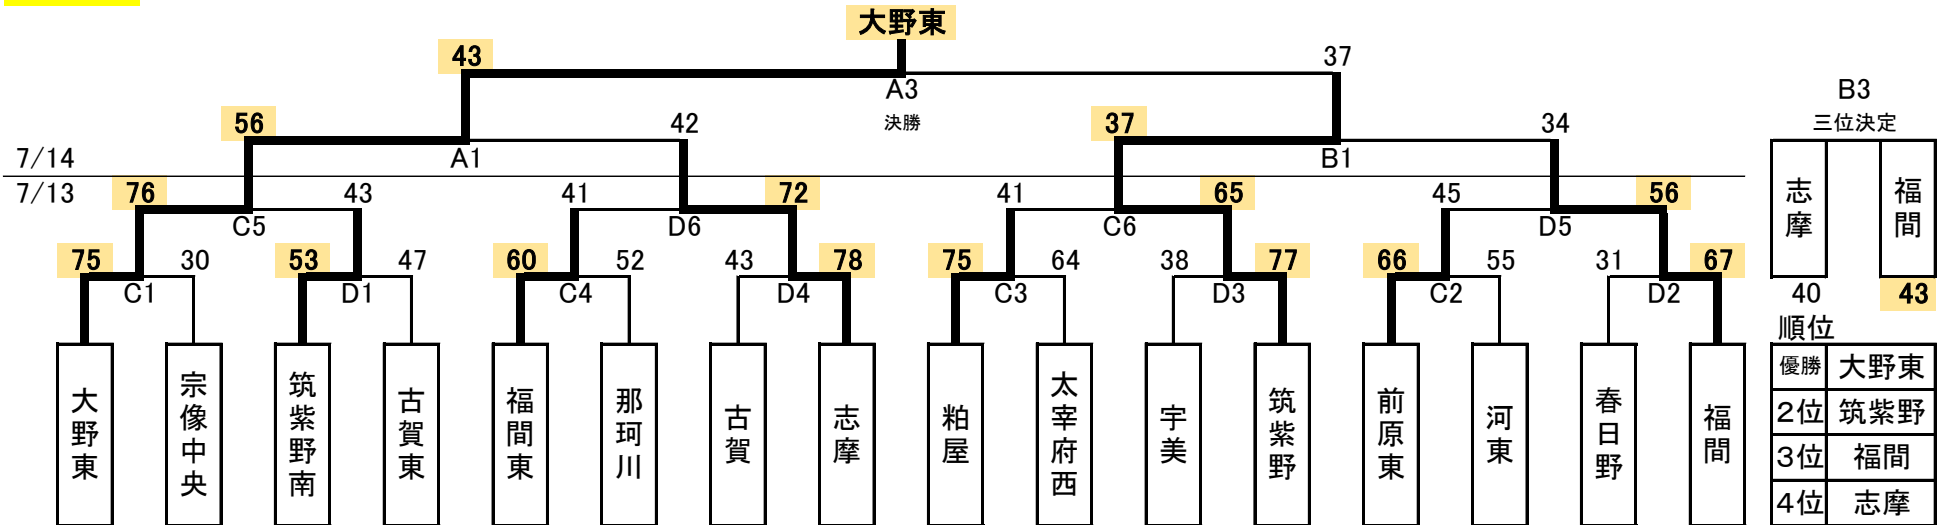 大野東
43 37
A3
B3
56 42 決勝 37 34 三位決定
7/14 A1 B1
7/13 76 43 41 72 41 65 45 56 志摩 福間
C5 D6 C6 D5
75 30 53 47 60 52 43 78 75 64 38 77 66 55 31 67
C1 D1 C4 D4 C3 D3 C2 D2 40 43
順位
大野東 宗像中央 筑紫野南 古賀東 福間東 那珂川 古賀 志摩 粕屋 太宰府西 宇美 筑紫野 前原東 河東 春日野 福間
優勝 大野東
2位 筑紫野
3位 福間
4位 志摩